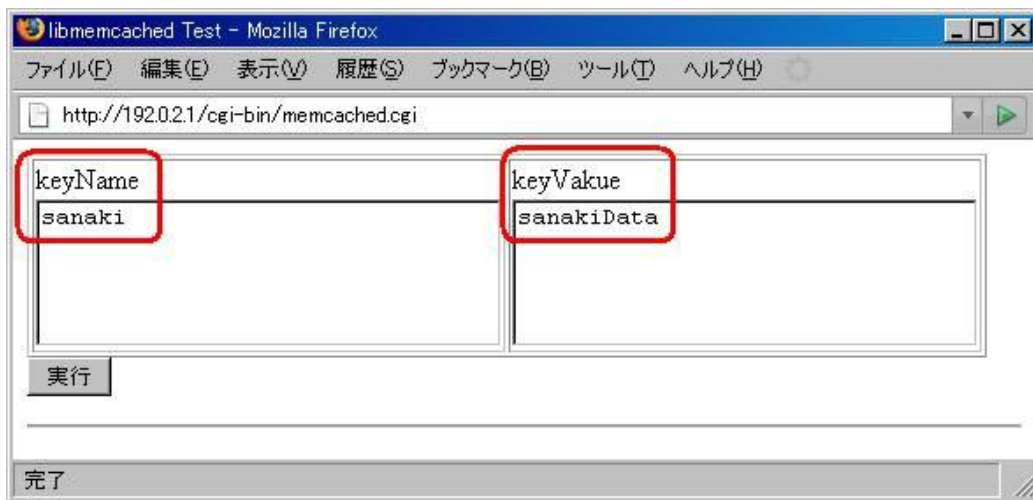 libmemcached Test - Mozilla Firefox
ファイル(F) 編集(E) 表示(V) 履歴(S) ブックマーク(B) ツール(T) ヘルプ(H)
http://192.0.2.1/cgi-bin/memcached.cgi
keyName keyVakue
sanaki sanakiData
実行
完了